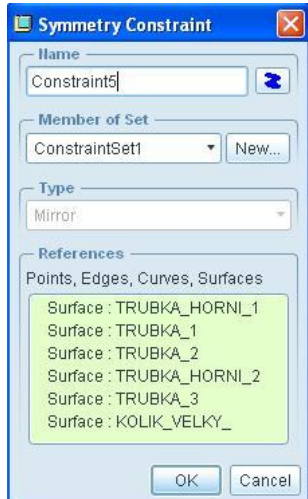 Symmetry Constraint
Name
Constraint5
Member of Set
ConstraintSet1
New...
Type
Mirror
References
Points, Edges, Curves, Surfaces
Surface : TRUBKA_HORNI_1
Surface : TRUBKA_1
Surface : TRUBKA_2
Surface : TRUBKA_HORNI_2
Surface : TRUBKA_3
Surface : KOLIK_VELKY_
OK Cancel